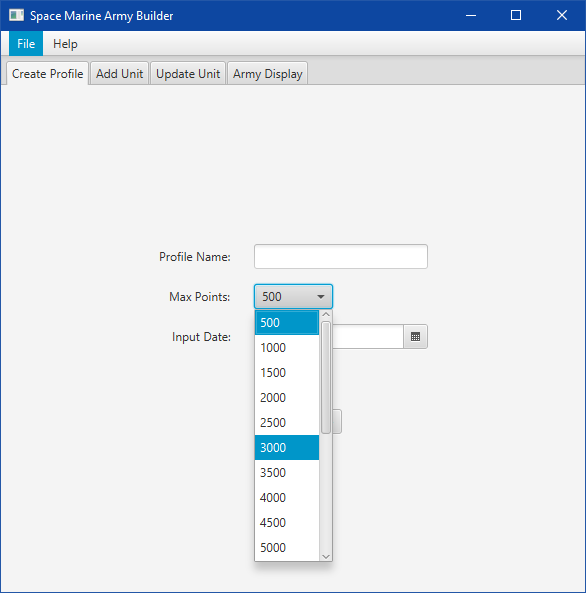 Space Marine Army Builder
File Help
Create Profile Add Unit Update Unit Army Display
Profile Name:
Max Points: 500
500
Input Date:
1000
1500
2000
2500
3000
3500
4000
4500
5000